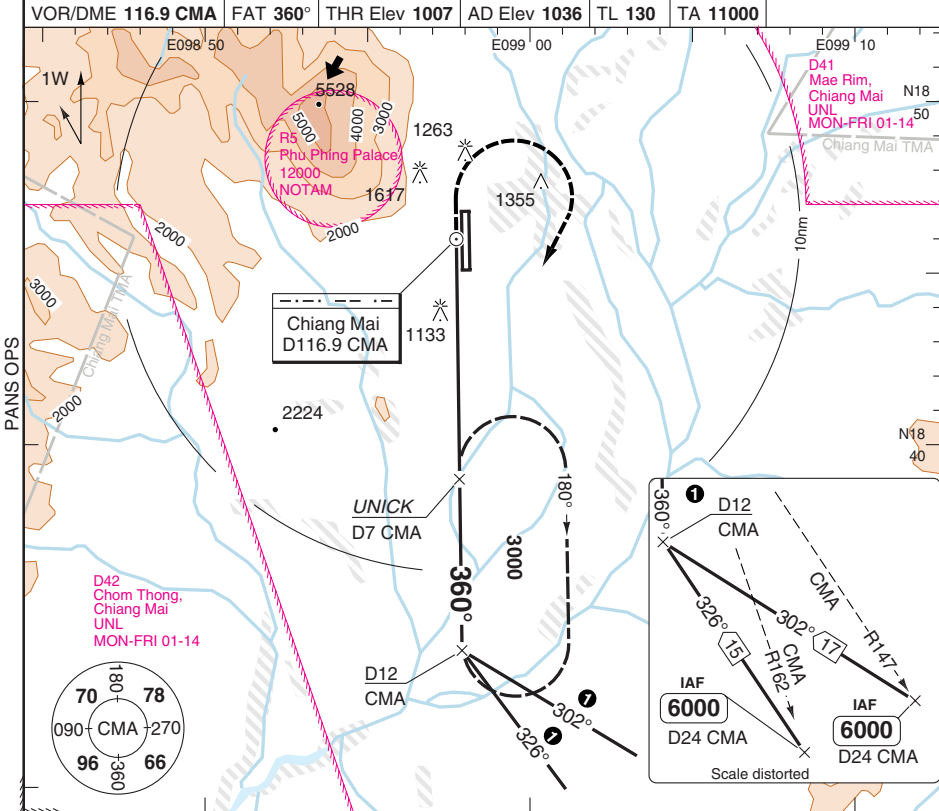 VOR/DME 116.9 CMA FAT 360° THR Elev 1007 AD Elev 1036 TL 130 TA 11000
E098 50
E099 00
E099 10
1W
5528
5000
4000
3000
R5
Phu Phing Palace
12000
NOTAM
2000
1263
1617
1355
D41
Mae Rim,
Chiang Mai
UNL
MON-FRI 01-14
N18
50
Chiang Mai TMA
2000
3000
Chiang Mai TMA
2000
10nm
Chiang Mai
D116.9 CMA
1133
PANS OPS
2224
N18
40
UNICK
D7 CMA
180°
3000
360°
D42
Chom Thong,
Chiang Mai
UNL
MON-FRI 01-14
D12
CMA
1
302°
1
326°
180
70 78
090 CMA 270
96 66
360
360°
1
D12
CMA
326°
15
302°
17
CMA
R147
CMA
R162
IAF
6000
D24 CMA
IAF
6000
D24 CMA
Scale distorted